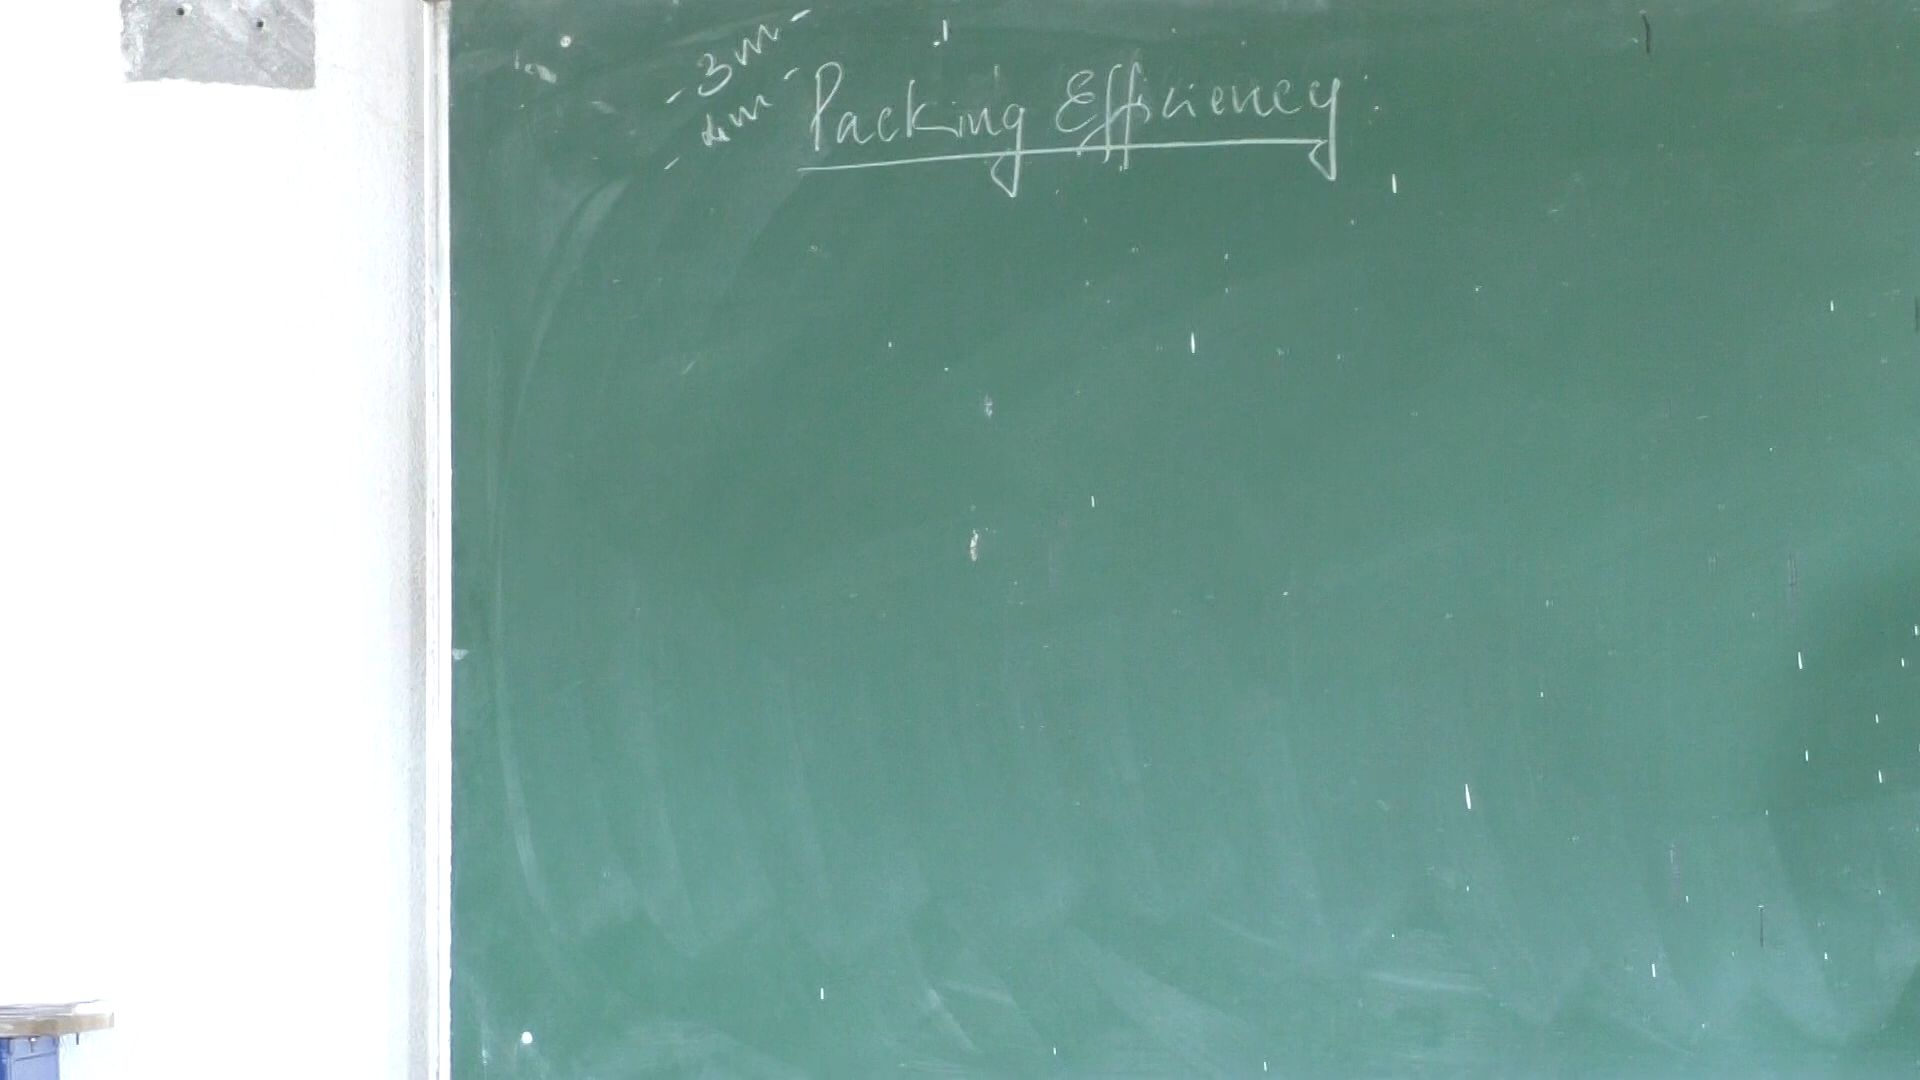 - 3m -
- 4m -
Packing Efficiency :